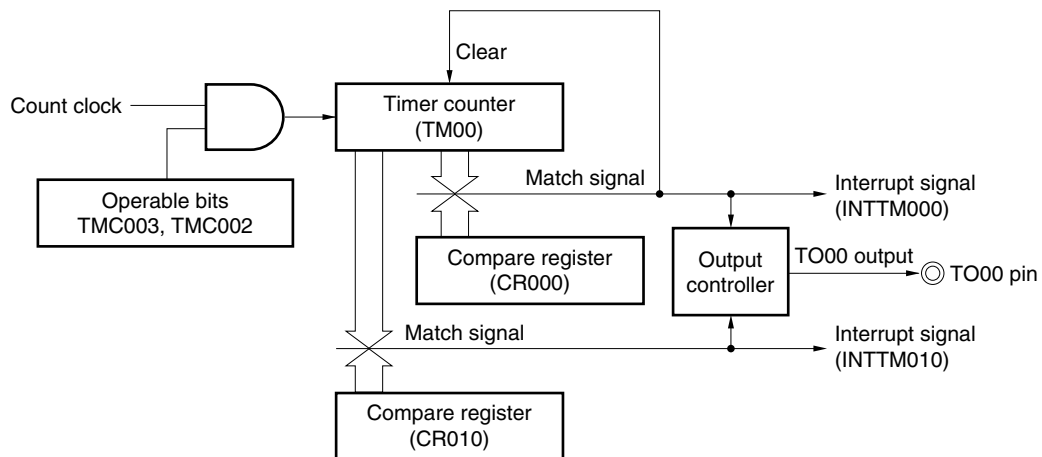 Clear
Count clock
Timer counter
(TM00)
Operable bits
TMC003, TMC002
Match signal
Interrupt signal
(INTTM000)
Compare register
(CR000)
Output
controller
TO00 output
TO00 pin
Match signal
Interrupt signal
(INTTM010)
Compare register
(CR010)